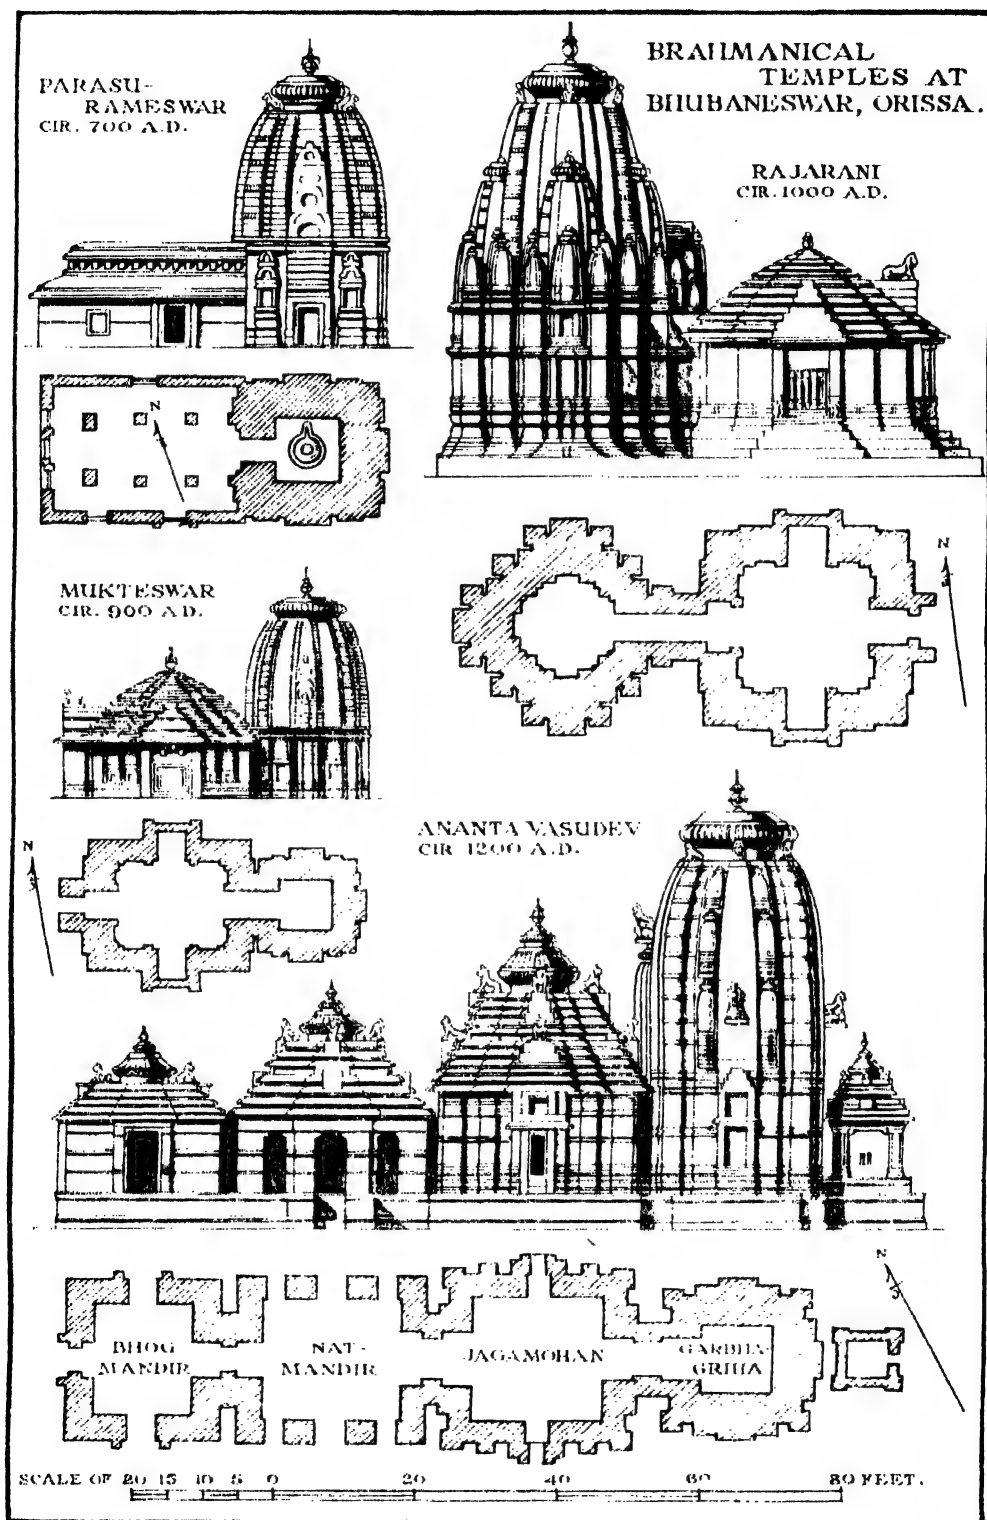 BRAHMANICAL
TEMPLES AT
BHUBANESWAR, ORISSA.
PARASU-
RAMESWAR
CIR. 700 A.D.
RAJARANI
CIR. 1000 A.D.
N
N
MUKTESWAR
CIR. 900 A.D.
N
ANANTA VASUDEV
CIR 1200 A.D.
N
BHOG
MANDIR
NAT-
MANDIR
JAGAMOHAN
GARBHA-
GRIHA
SCALE OF 20 15 10 5 0 20 40 60 80 FEET.